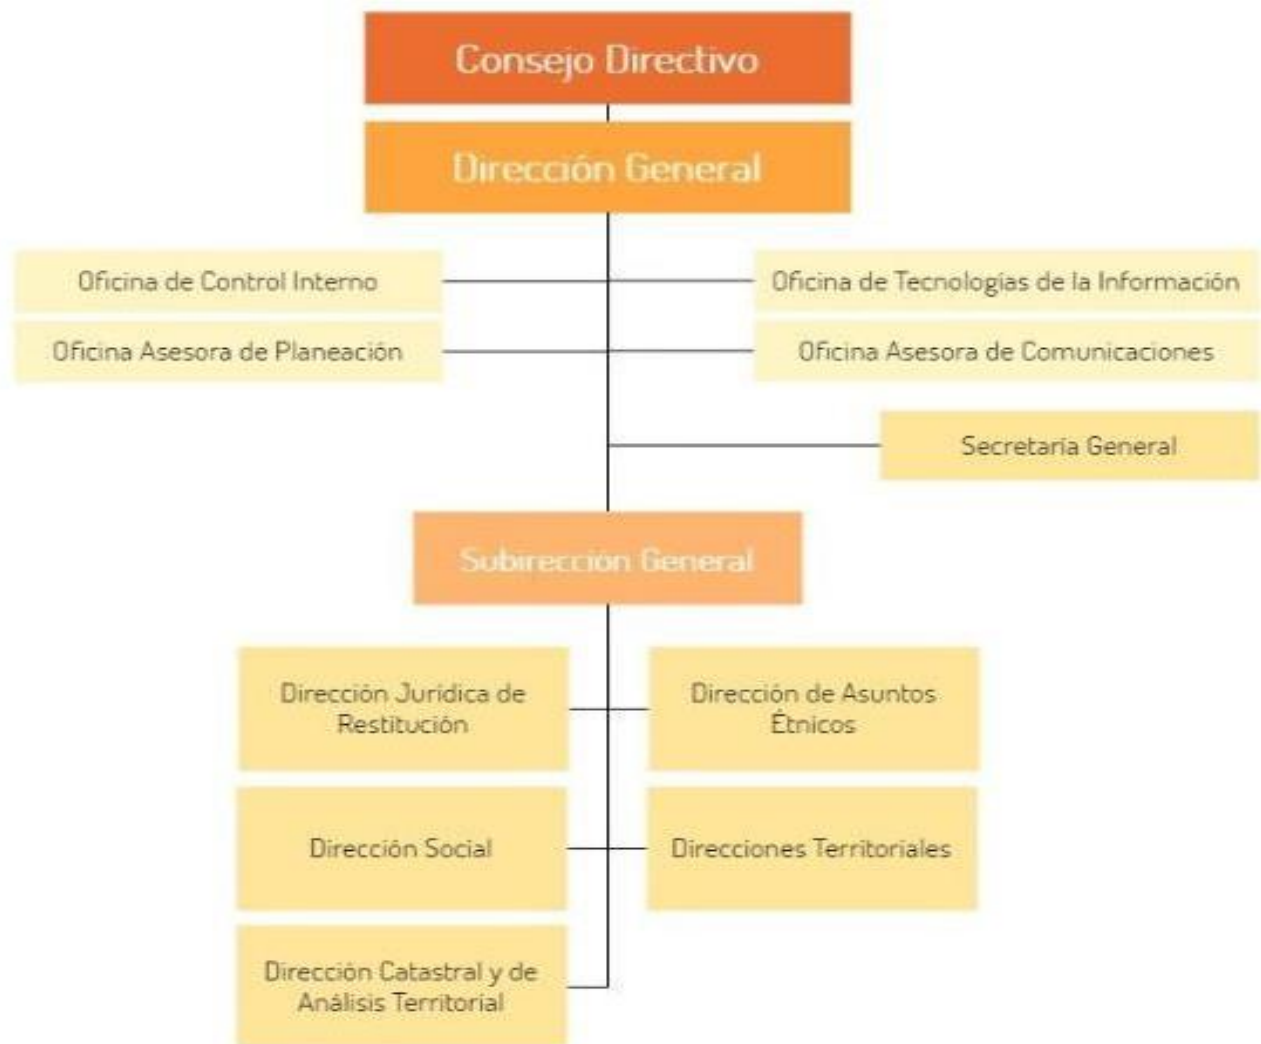 Consejo Directivo
Dirección General
Oficina de Control Interno
Oficina de Tecnologías de la Información
Oficina Asesora de Planeación
Oficina Asesora de Comunicaciones
Secretaría General
Subirección General
Dirección Jurídica de
Restitución
Dirección de Asuntos
Étnicos
Dirección Social
Direcciones Territoriales
Dirección Catastral y de
Análisis Territorial